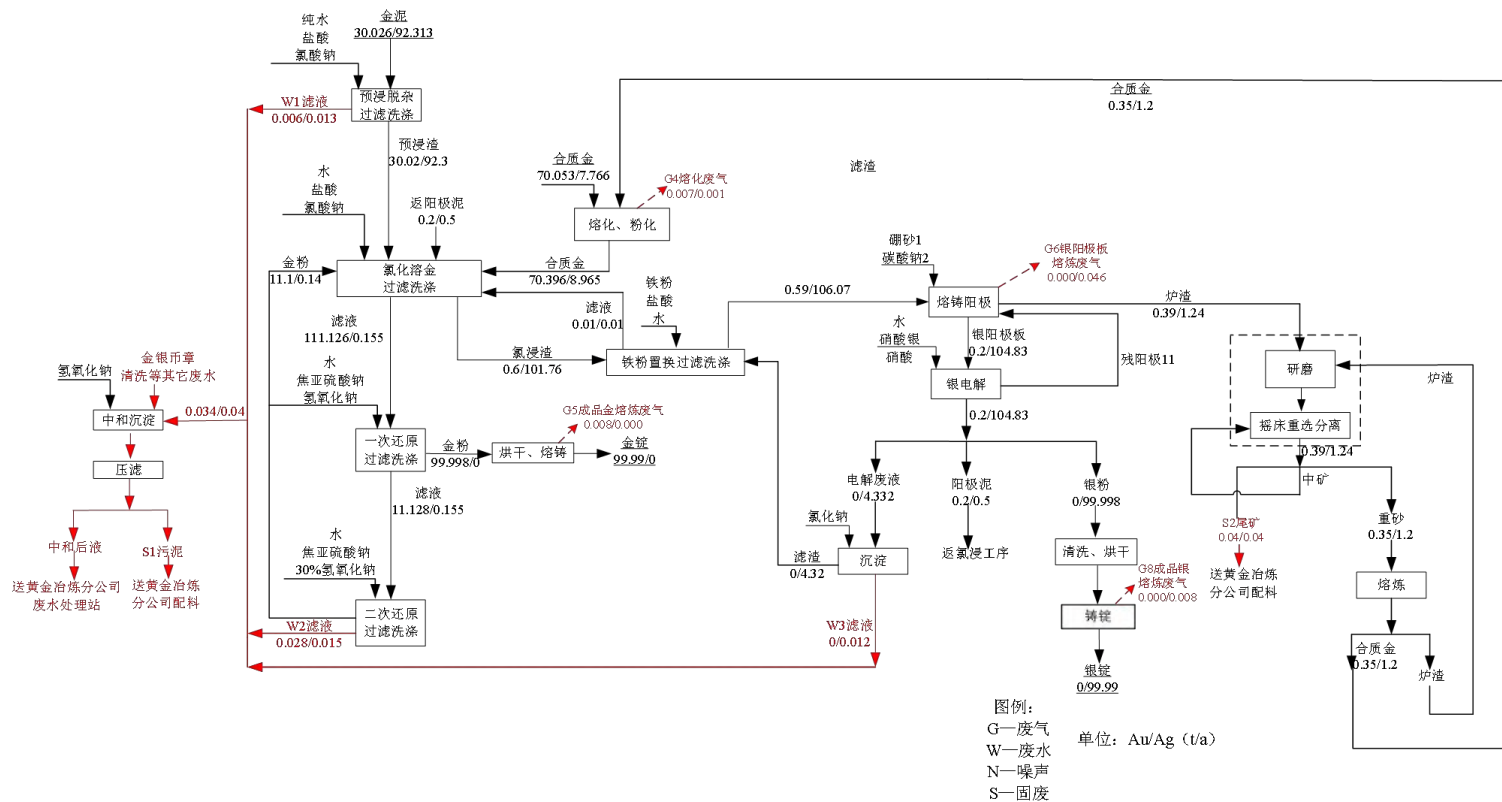 纯水
盐酸
氯酸钠
金泥
30.026/92.313
预浸脱杂
过滤洗涤
W1滤液
0.006/0.013
预浸渣
30.02/92.3
水
盐酸
氯酸钠
返阳极泥
0.2/0.5
合质金
70.053/7.766
G4熔化废气
0.007/0.001
熔化、粉化
合质金
0.35/1.2
滤渣
金粉
11.1/0.14
氯化溶金
过滤洗涤
合质金
70.396/8.965
滤液
0.01/0.01
铁粉
盐酸
水
0.59/106.07
硼砂1
碳酸钠2
G6银阳极板
熔炼废气
0.000/0.046
熔铸阳极
炉渣
0.39/1.24
滤液
111.126/0.155
氯浸渣
0.6/101.76
铁粉置换过滤洗涤
水
硝酸银
硝酸
银阳极板
0.2/104.83
残阳极11
银电解
0.2/104.83
研磨
炉渣
摇床重选分离
0.39/1.24
中矿
氢氧化钠
金银币章
清洗等其它废水
中和沉淀
0.034/0.04
压滤
中和后液
S1污泥
送黄金冶炼分公司
废水处理站
送黄金冶炼
分公司配料
水
焦亚硫酸钠
氢氧化钠
一次还原
过滤洗涤
金粉
99.998/0
G5成品金熔炼废气
0.008/0.000
烘干、熔铸
金锭
99.99/0
滤液
11.128/0.155
水
焦亚硫酸钠
30%氢氧化钠
二次还原
过滤洗涤
W2滤液
0.028/0.015
电解废液
0/4.332
阳极泥
0.2/0.5
银粉
0/99.998
氯化钠
滤渣
0/4.32
沉淀
返氯浸工序
清洗、烘干
G8成品银
熔炼废气
0.000/0.008
铸锭
W3滤液
0/0.012
银锭
0/99.99
S2尾矿
0.04/0.04
送黄金冶炼
分公司配料
重砂
0.35/1.2
熔炼
合质金
0.35/1.2
炉渣
图例：
G—废气
W—废水
N—噪声
S—固废
单位：Au/Ag（t/a）